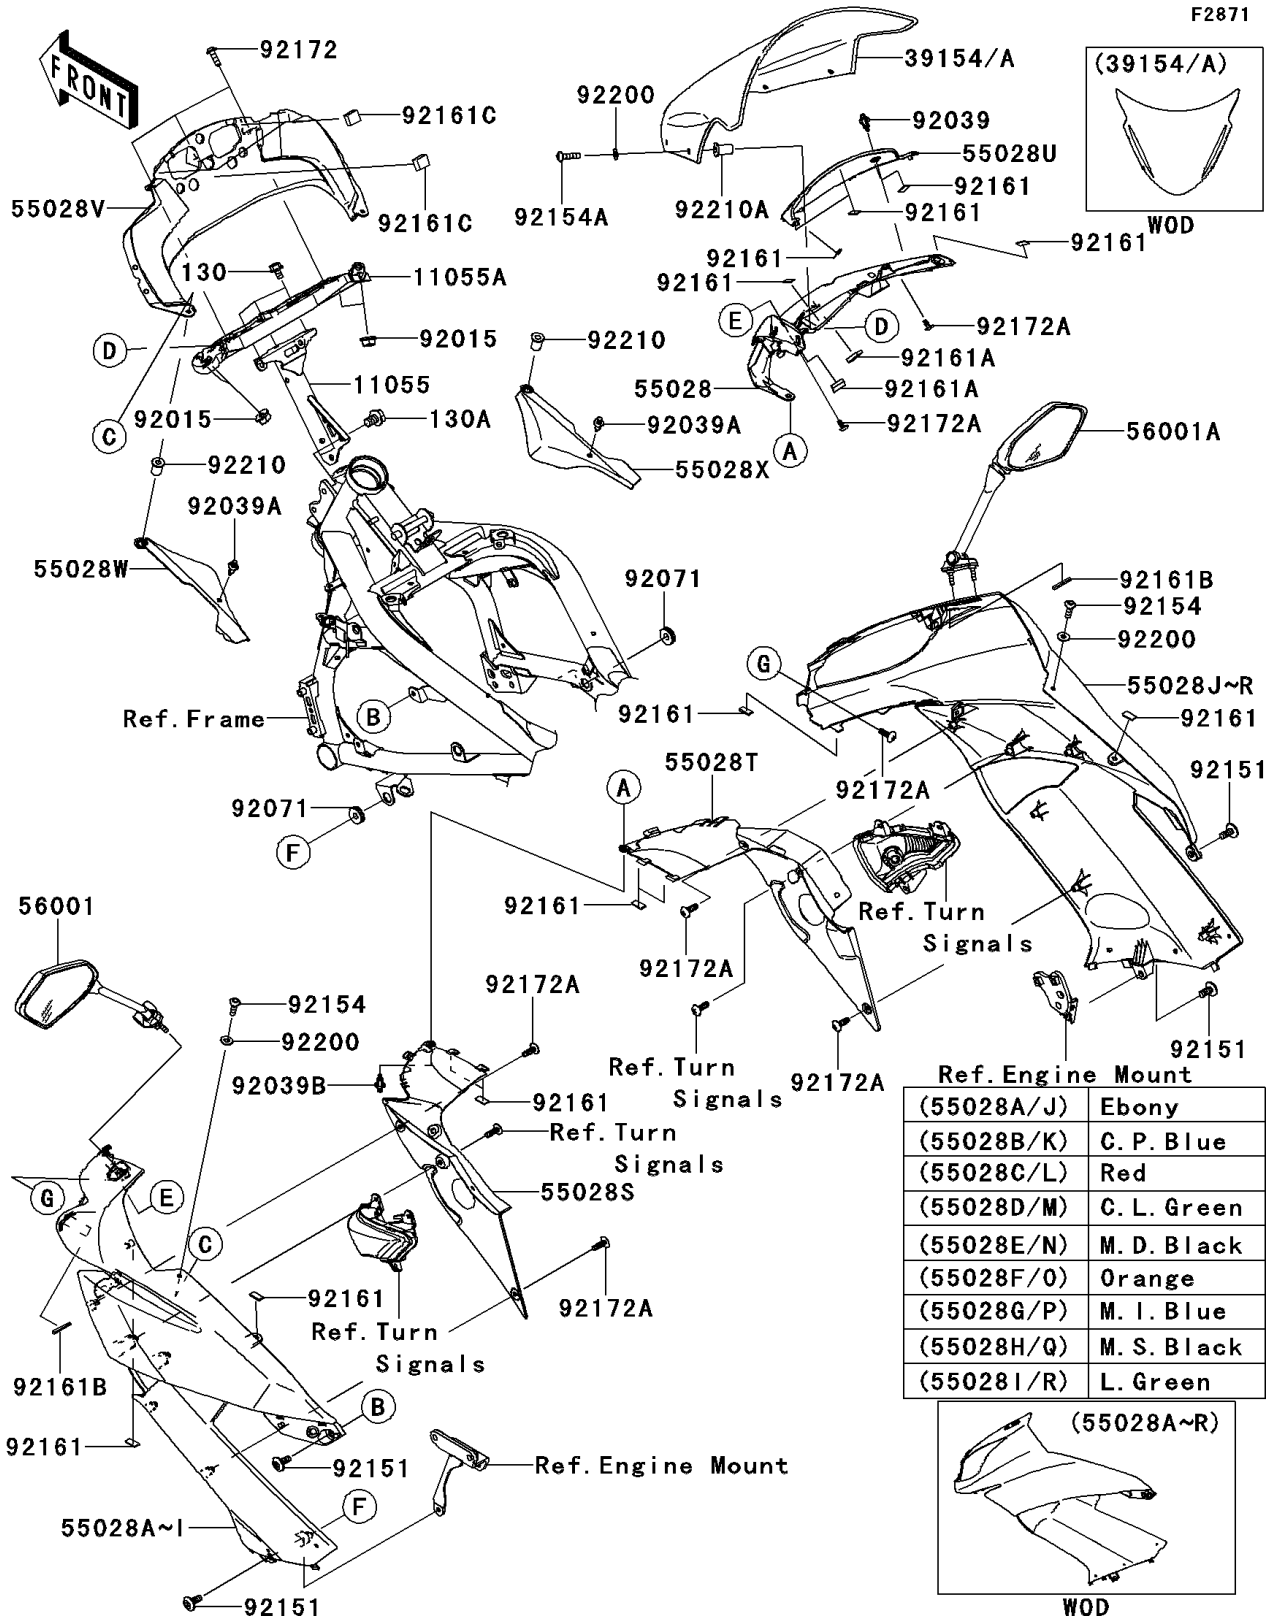 F2871
FRONT
92172
39154/A
(39154/A)
92200
92161C
92039
55028U
92161
55028V
92161C
92154A
92210A
92161
WOD
92161
92161
130
11055A
92161
E
D
D
92015
92210
92172A
92161A
11055
55028
92161A
92015
130A
92039A
92172A
56001A
C
A
92210
55028X
92039A
55028W
92071
92161B
92154
92200
G
55028J~R
B
92161
92161
Ref.Frame
55028T
92151
92172A
A
92071
F
56001
92161
Ref.Turn
Signals
92172A
92172A
92154
92200
92151
92039B
Ref.Turn
Signals
92172A
Ref.Engine Mount
92161
Ref.Turn
Signals
(55028A/J) Ebony
(55028B/K) C.P.Blue
(55028C/L) Red
(55028D/M) C.L.Green
(55028E/N) M.D.Black
(55028F/O) Orange
(55028G/P) M.I.Blue
(55028H/Q) M.S.Black
(55028I/R) L.Green
G
E
55028S
C
92161
92172A
Ref.Turn
Signals
92161B
B
(55028A~R)
92161
92151
Ref.Engine Mount
F
55028A~I
92151
WOD